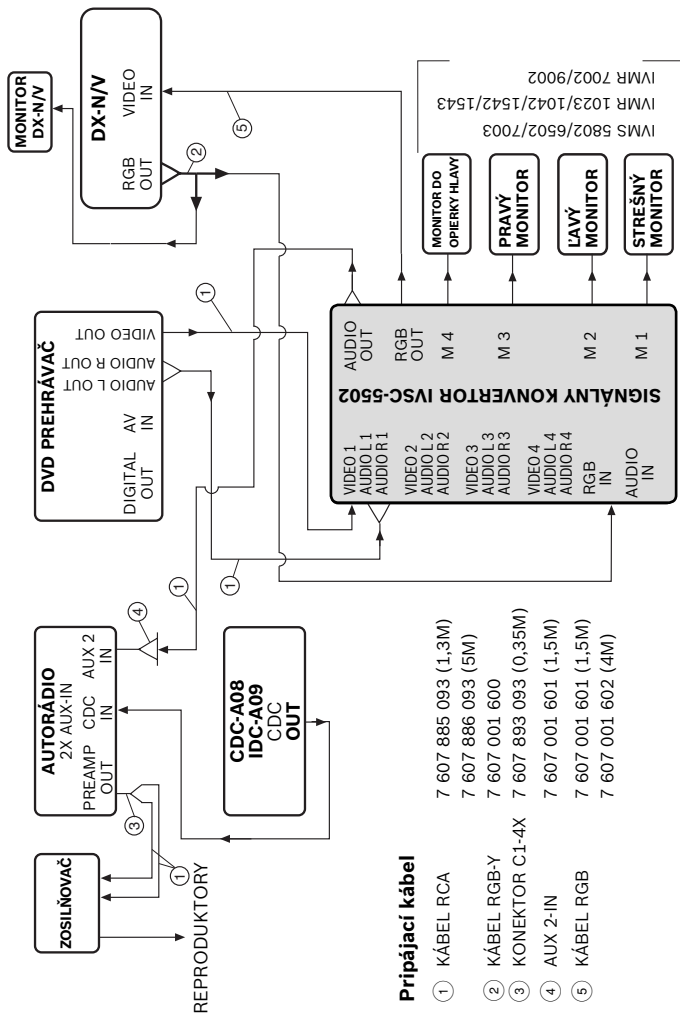 ZOSILŇOVAČ
REPRODUKTORY
AUTORÁDIO
2X AUX-IN
PREAMP OUT
CDC IN
AUX 2 IN
3
1
4
1
1
CDC-A08
IDC-A09
CDC
OUT
DVD PREHRÁVAČ
DIGITAL OUT
AV IN
AUDIO L OUT
AUDIO R OUT
VIDEO OUT
1
MONITOR
DX-N/V
DX-N/V
RGB OUT
VIDEO IN
2
5
SIGNÁLNY KONVERTOR IVSC-5502
VIDEO 1
AUDIO L 1
AUDIO R 1
VIDEO 2
AUDIO L 2
AUDIO R 2
VIDEO 3
AUDIO L 3
AUDIO R 3
VIDEO 4
AUDIO L 4
AUDIO R 4
RGB IN
AUDIO IN
AUDIO OUT
RGB OUT
M 4
M 3
M 2
M 1
MONITOR DO
OPIERKY HLAVY
PRAVÝ
MONITOR
ĽAVÝ
MONITOR
STREŠNÝ
MONITOR
IVMS 5802/6502/7003
IVMR 1023/1042/1542/1543
IVMR 7002/9002
Pripájací kábel
1 KÁBEL RCA 7 607 885 093 (1,3M)
7 607 886 093 (5M)
2 KÁBEL RGB-Y 7 607 001 600
3 KONEKTOR C1-4X 7 607 893 093 (0,35M)
4 AUX 2-IN 7 607 001 601 (1,5M)
5 KÁBEL RGB 7 607 001 601 (1,5M)
7 607 001 602 (4M)